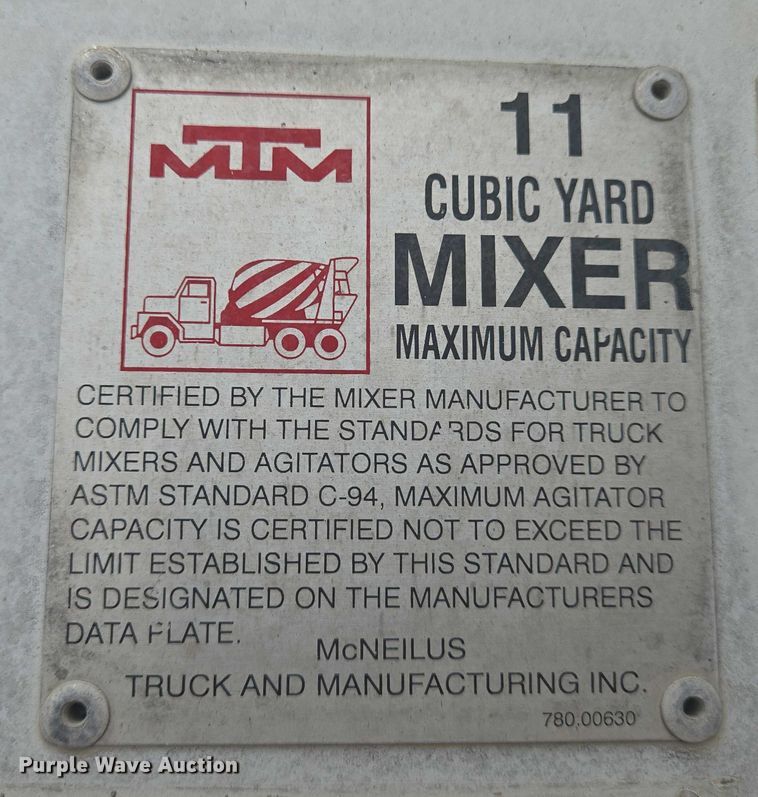 MTM
11
CUBIC YARD
MIXER
MAXIMUM CAPACITY
CERTIFIED BY THE MIXER MANUFACTURER TO
COMPLY WITH THE STANDARDS FOR TRUCK
MIXERS AND AGITATORS AS APPROVED BY
ASTM STANDARD C-94, MAXIMUM AGITATOR
CAPACITY IS CERTIFIED NOT TO EXCEED THE
LIMIT ESTABLISHED BY THIS STANDARD AND
IS DESIGNATED ON THE MANUFACTURERS
DATA PLATE.
McNEILUS
TRUCK AND MANUFACTURING INC.
780.00630
Purple Wave Auction